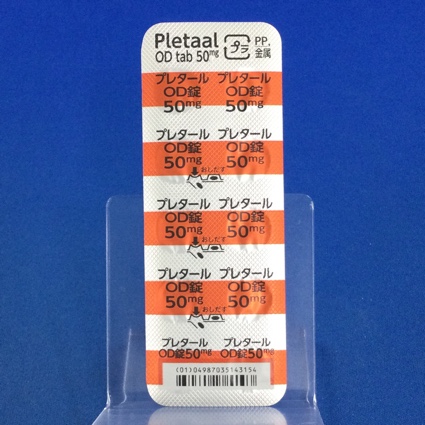 Pletaal
OD tab 50mg
プラ
PP,
金属
プレタール プレタール
OD錠 OD錠
50mg 50mg
プレタール プレタール
OD錠 OD錠
50mg 50mg
おしだす
プレタール プレタール
OD錠 OD錠
50mg 50mg
おしだす
プレタール プレタール
OD錠 OD錠
50mg 50mg
おしだす
プレタール プレタール
OD錠50mg OD錠50mg
(01)04987035143154